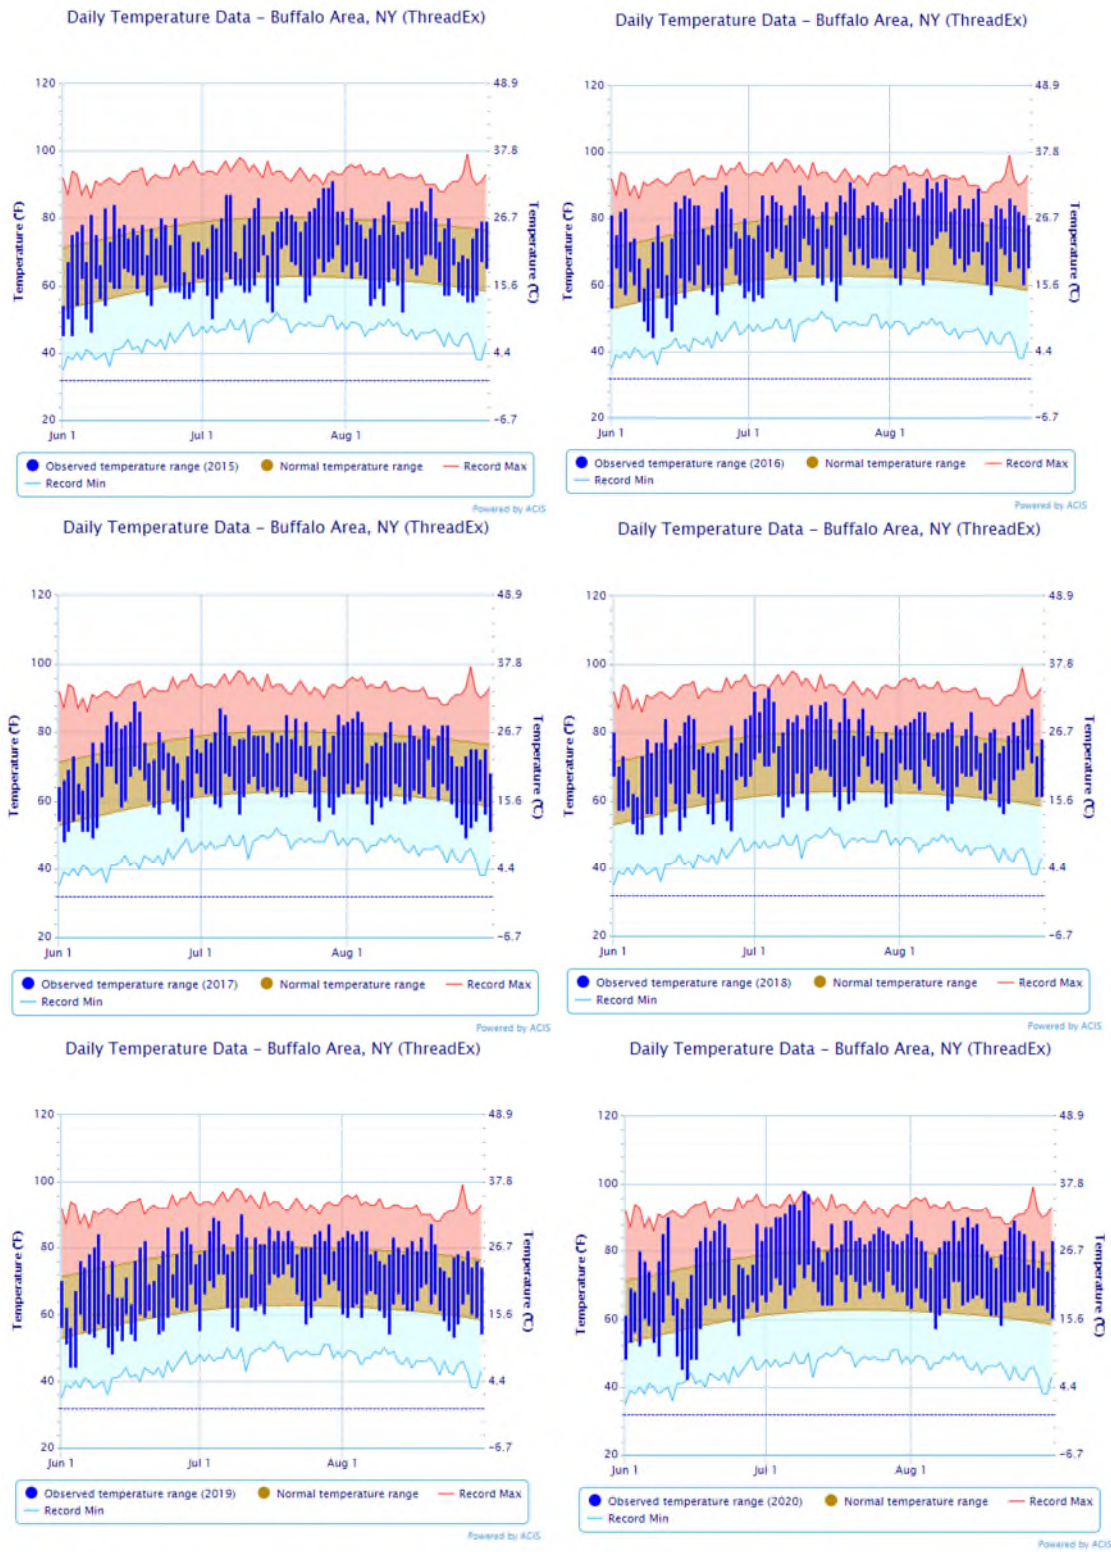 Daily Temperature Data – Buffalo Area, NY (ThreadEx)
Temperature (°F)
120
100
80
60
40
20
48.9
37.8
26.7
15.6
4.4
-6.7
Temperature (°C)
Jun 1
Jul 1
Aug 1
Observed temperature range (2015)
Normal temperature range
Record Max
Record Min
Powered by ACIS
Daily Temperature Data – Buffalo Area, NY (ThreadEx)
Temperature (°F)
120
100
80
60
40
20
48.9
37.8
26.7
15.6
4.4
-6.7
Temperature (°C)
Jun 1
Jul 1
Aug 1
Observed temperature range (2016)
Normal temperature range
Record Max
Record Min
Powered by ACIS
Daily Temperature Data – Buffalo Area, NY (ThreadEx)
Temperature (°F)
120
100
80
60
40
20
48.9
37.8
26.7
15.6
4.4
-6.7
Temperature (°C)
Jun 1
Jul 1
Aug 1
Observed temperature range (2017)
Normal temperature range
Record Max
Record Min
Powered by ACIS
Daily Temperature Data – Buffalo Area, NY (ThreadEx)
Temperature (°F)
120
100
80
60
40
20
48.9
37.8
26.7
15.6
4.4
-6.7
Temperature (°C)
Jun 1
Jul 1
Aug 1
Observed temperature range (2018)
Normal temperature range
Record Max
Record Min
Powered by ACIS
Daily Temperature Data – Buffalo Area, NY (ThreadEx)
Temperature (°F)
120
100
80
60
40
20
48.9
37.8
26.7
15.6
4.4
-6.7
Temperature (°C)
Jun 1
Jul 1
Aug 1
Observed temperature range (2019)
Normal temperature range
Record Max
Record Min
Powered by ACIS
Daily Temperature Data – Buffalo Area, NY (ThreadEx)
Temperature (°F)
120
100
80
60
40
20
48.9
37.8
26.7
15.6
4.4
-6.7
Temperature (°C)
Jun 1
Jul 1
Aug 1
Observed temperature range (2020)
Normal temperature range
Record Max
Record Min
Powered by ACIS